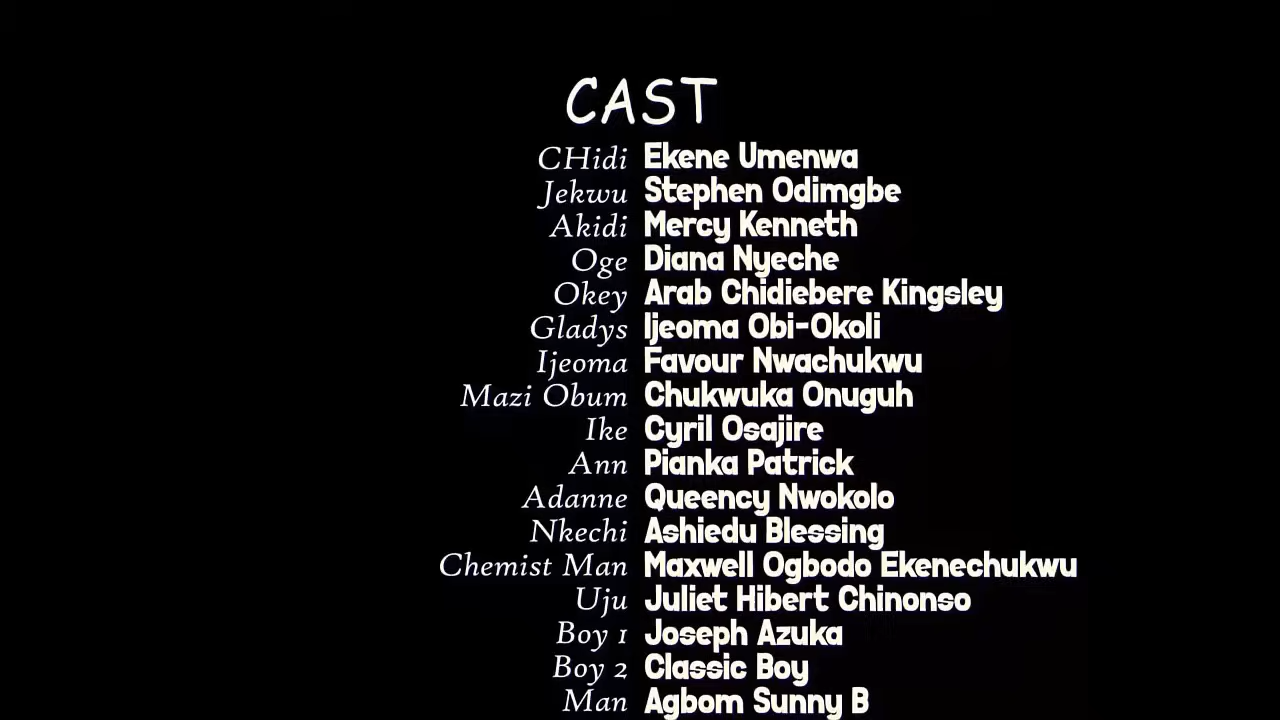 CAST
CHidi Ekene Umenwa
Jekwu Stephen Odimgbe
Akidi Mercy Kenneth
Oge Diana Nyeche
Okey Arab Chidiebere Kingsley
Gladys Ijeoma Obi-Okoli
Ijeoma Favour Nwachukwu
Mazi Obum Chukwuka Onuguh
Ike Cyril Osajire
Ann Pianka Patrick
Adanne Queency Nwokolo
Nkechi Ashiedu Blessing
Chemist Man Maxwell Ogbodo Ekenechukwu
Uju Juliet Hibert Chinonso
Boy 1 Joseph Azuka
Boy 2 Classic Boy
Man Agbom Sunny B